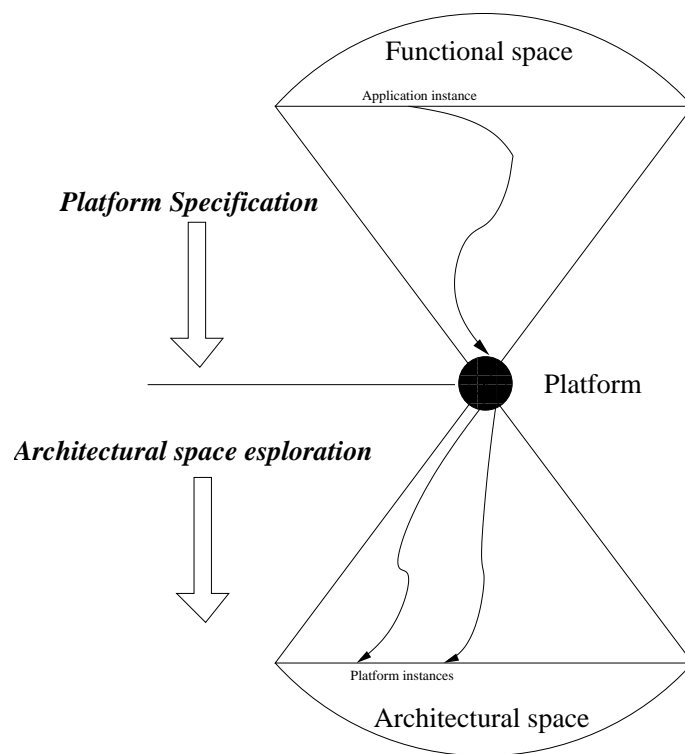 Functional space
Application instance
Platform Specification
Platform
Architectural space esploration
Platform instances
Architectural space